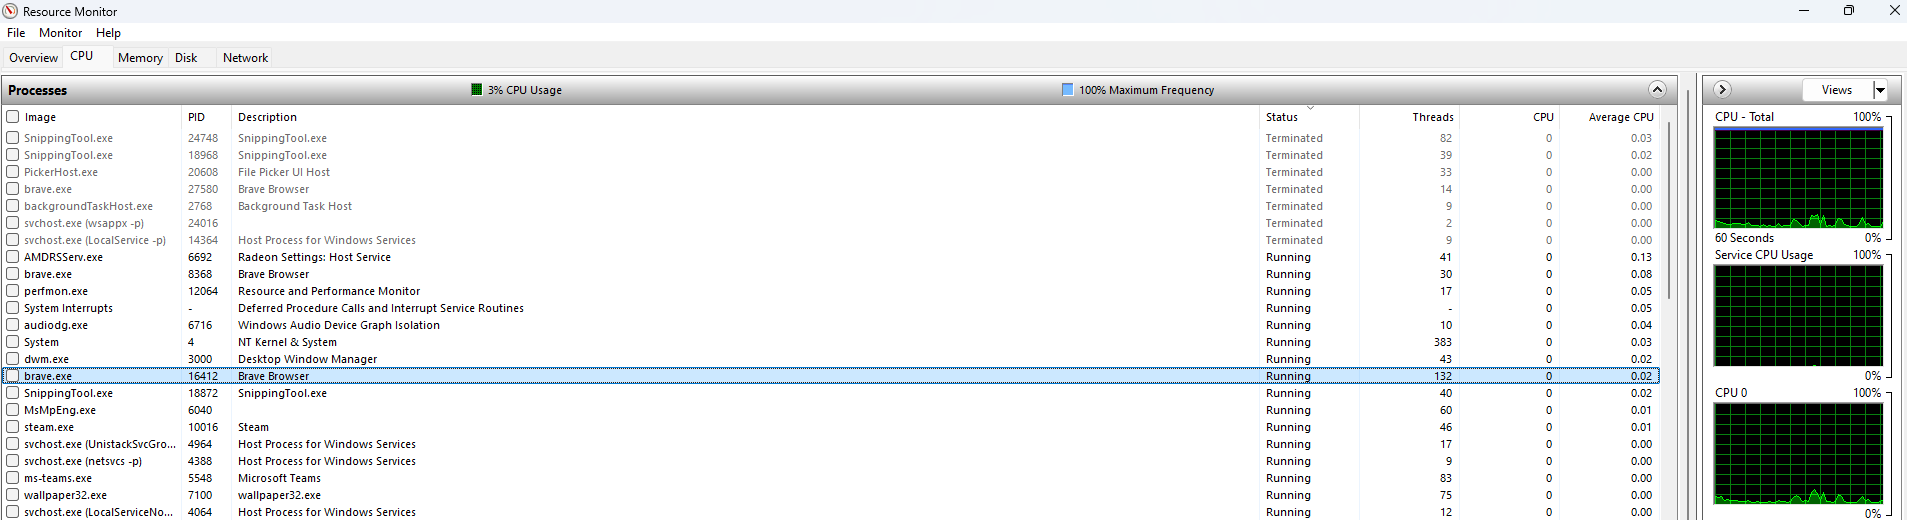 Resource Monitor
File Monitor Help
Overview CPU Memory Disk Network
Processes 3% CPU Usage 100% Maximum Frequency Views
Image PID Description Status Threads CPU Average CPU
SnippingTool.exe 24748 SnippingTool.exe Terminated 82 0 0.03
SnippingTool.exe 18968 SnippingTool.exe Terminated 39 0 0.02
PickerHost.exe 20608 File Picker UI Host Terminated 33 0 0.00
brave.exe 27580 Brave Browser Terminated 14 0 0.00
backgroundTaskHost.exe 2768 Background Task Host Terminated 9 0 0.00
svchost.exe (wsappx -p) 24016 Terminated 2 0 0.00
svchost.exe (LocalService -p) 14364 Host Process for Windows Services Terminated 9 0 0.00
AMDRSServ.exe 6692 Radeon Settings: Host Service Running 41 0 0.13
brave.exe 8368 Brave Browser Running 30 0 0.08
perfmon.exe 12064 Resource and Performance Monitor Running 17 0 0.05
System Interrupts - Deferred Procedure Calls and Interrupt Service Routines Running - 0 0.05
audiodg.exe 6716 Windows Audio Device Graph Isolation Running 10 0 0.04
System 4 NT Kernel & System Running 383 0 0.03
dwm.exe 3000 Desktop Window Manager Running 43 0 0.02
brave.exe 16412 Brave Browser Running 132 0 0.02
SnippingTool.exe 18872 SnippingTool.exe Running 40 0 0.02
MsMpEng.exe 6040 Running 60 0 0.01
steam.exe 10016 Steam Running 46 0 0.01
svchost.exe (UnistackSvcGro... 4964 Host Process for Windows Services Running 17 0 0.00
svchost.exe (netsvcs -p) 4388 Host Process for Windows Services Running 9 0 0.00
ms-teams.exe 5548 Microsoft Teams Running 83 0 0.00
wallpaper32.exe 7100 wallpaper32.exe Running 75 0 0.00
svchost.exe (LocalServiceNo... 4064 Host Process for Windows Services Running 12 0 0.00
CPU - Total 100%
60 Seconds 0%
Service CPU Usage 100%
0%
CPU 0 100%
0%